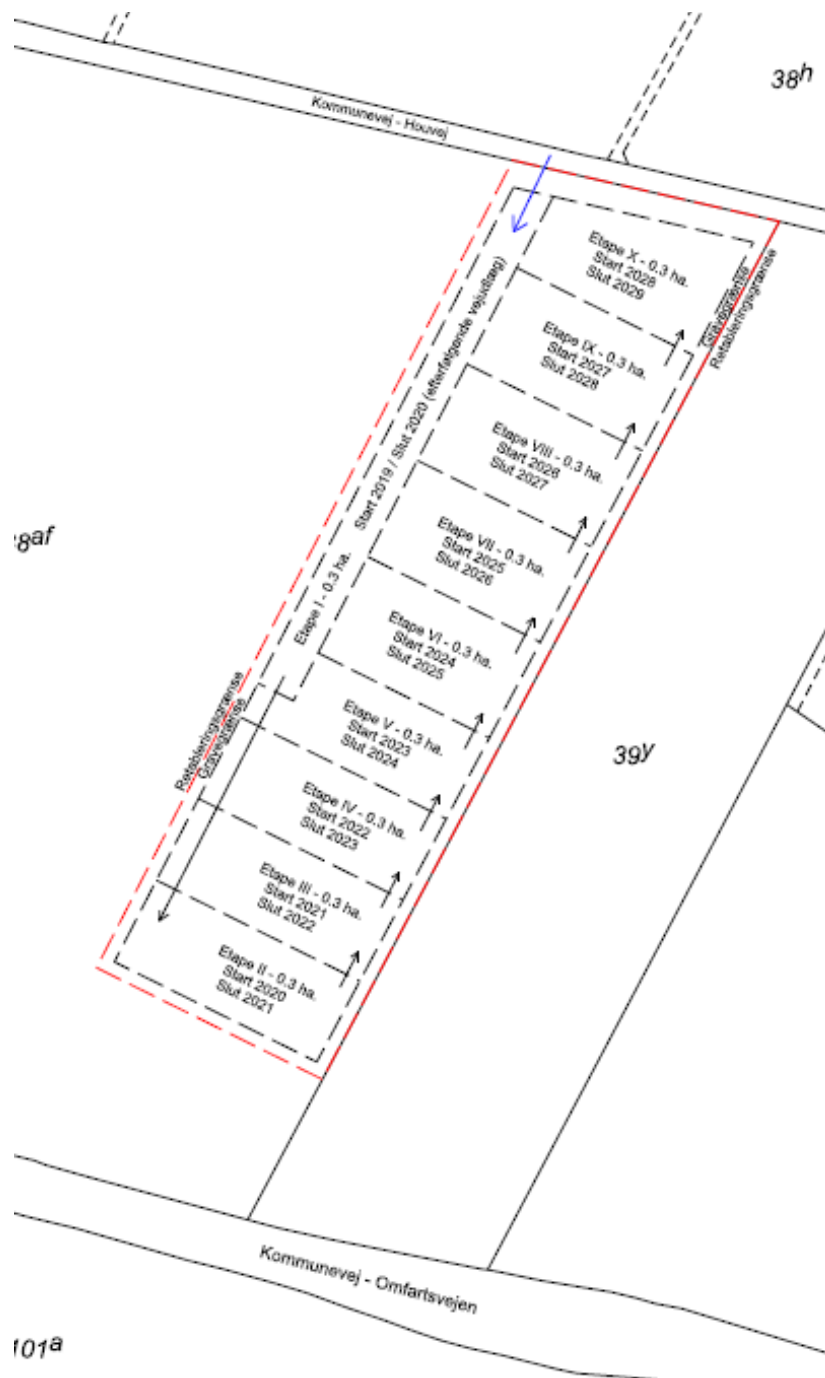 38h
Kommunevej - Houvej
Etape X - 0.3 ha.
Start 2028
Slut 2029
Gravegrænse
Retableringsgrænse
Etape IX - 0.3 ha.
Start 2027
Slut 2028
Etape I - 0.3 ha. Start 2019 / Slut 2020 (efterfølgende vejudlæg)
Etape VIII - 0.3 ha.
Start 2026
Slut 2027
8af
Etape VII - 0.3 ha.
Start 2025
Slut 2026
Etape VI - 0.3 ha.
Start 2024
Slut 2025
Retableringsgrænse
Gravegrænse
Etape V - 0.3 ha.
Start 2023
Slut 2024
39y
Etape IV - 0.3 ha.
Start 2022
Slut 2023
Etape III - 0.3 ha.
Start 2021
Slut 2022
Etape II - 0.3 ha.
Start 2020
Slut 2021
Kommunevej - Omfartsvejen
101a